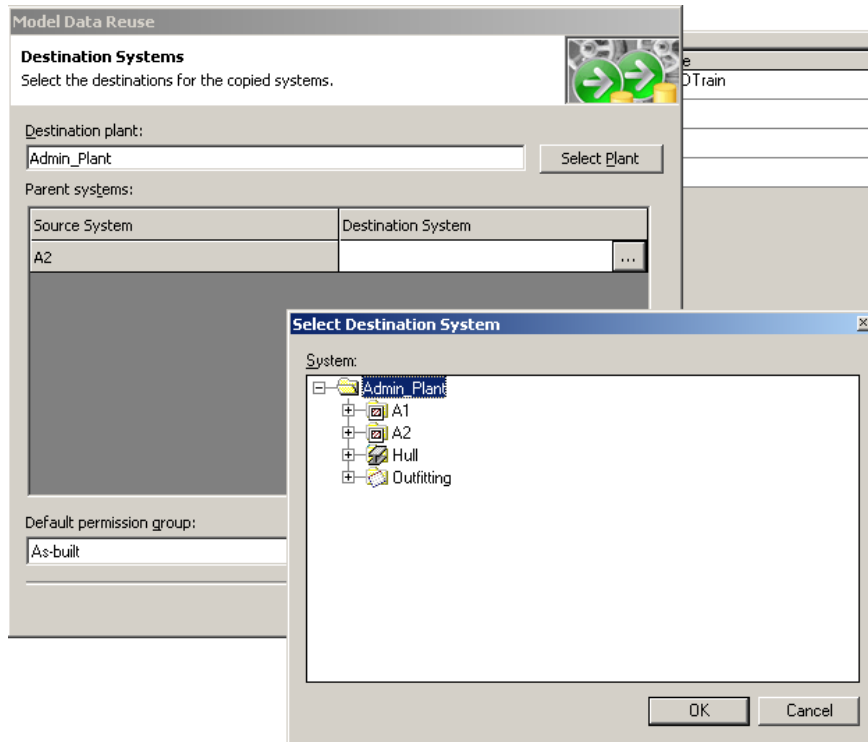 Model Data Reuse
Destination Systems
Select the destinations for the copied systems.
Destination plant:
Admin_Plant
Select Plant
Parent systems:
Source System
Destination System
A2
...
Default permission group:
As-built
Select Destination System
System:
Admin_Plant
A1
A2
Hull
Outfitting
OK
Cancel